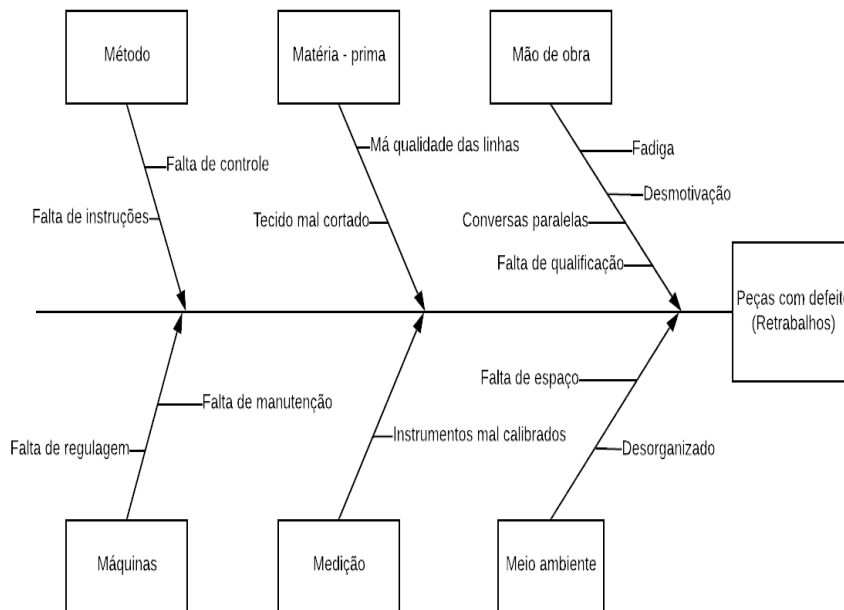 Método
Matéria - prima
Mão de obra
Falta de controle
Falta de instruções
Má qualidade das linhas
Tecido mal cortado
Fadiga
Desmotivação
Conversas paralelas
Falta de qualificação
Peças com defeito
(Retrabalhos)
Falta de manutenção
Falta de regulagem
Instrumentos mal calibrados
Falta de espaço
Desorganizado
Máquinas
Medição
Meio ambiente